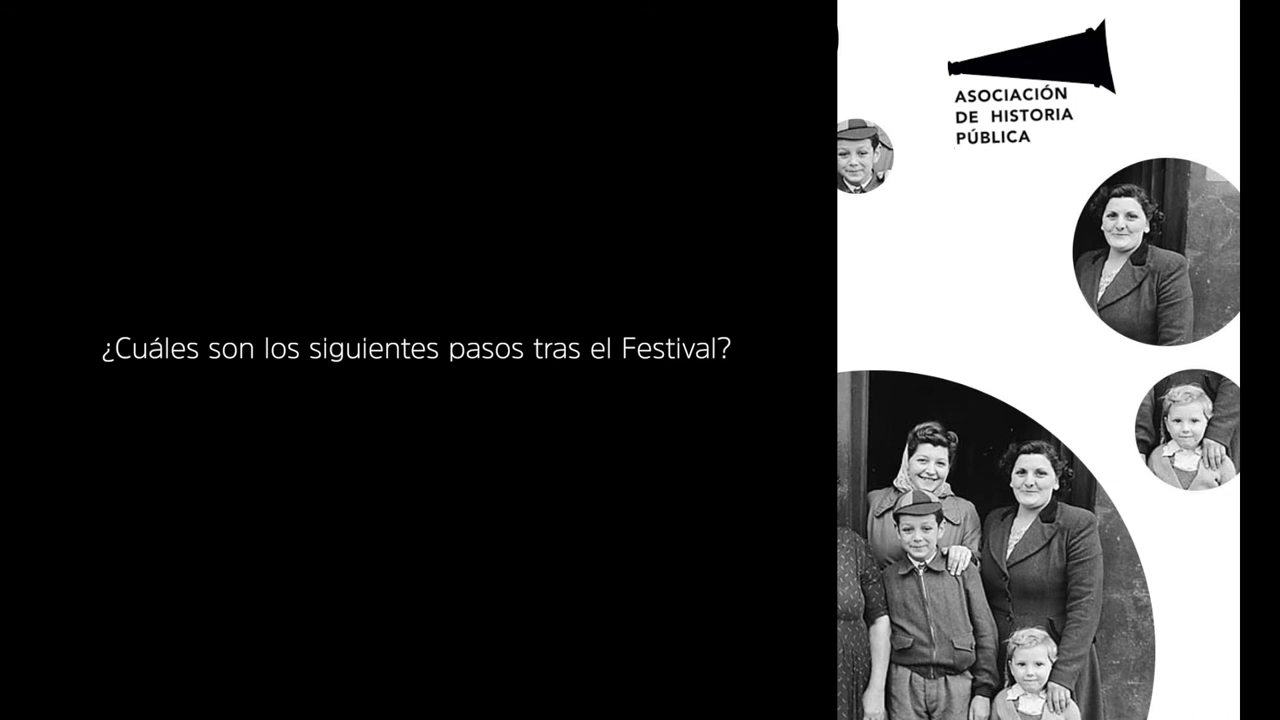 ¿Cuáles son los siguientes pasos tras el Festival?
ASOCIACIÓN
DE HISTORIA
PÚBLICA